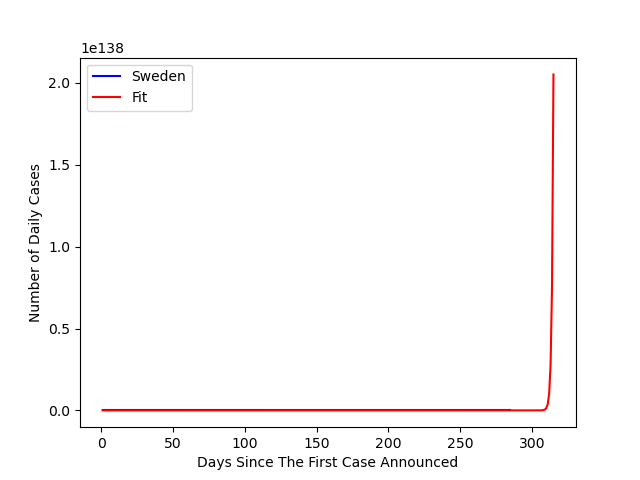 1e138
Sweden
Fit
2.0
1.5
1.0
0.5
0.0
Number of Daily Cases
0 50 100 150 200 250 300
Days Since The First Case Announced